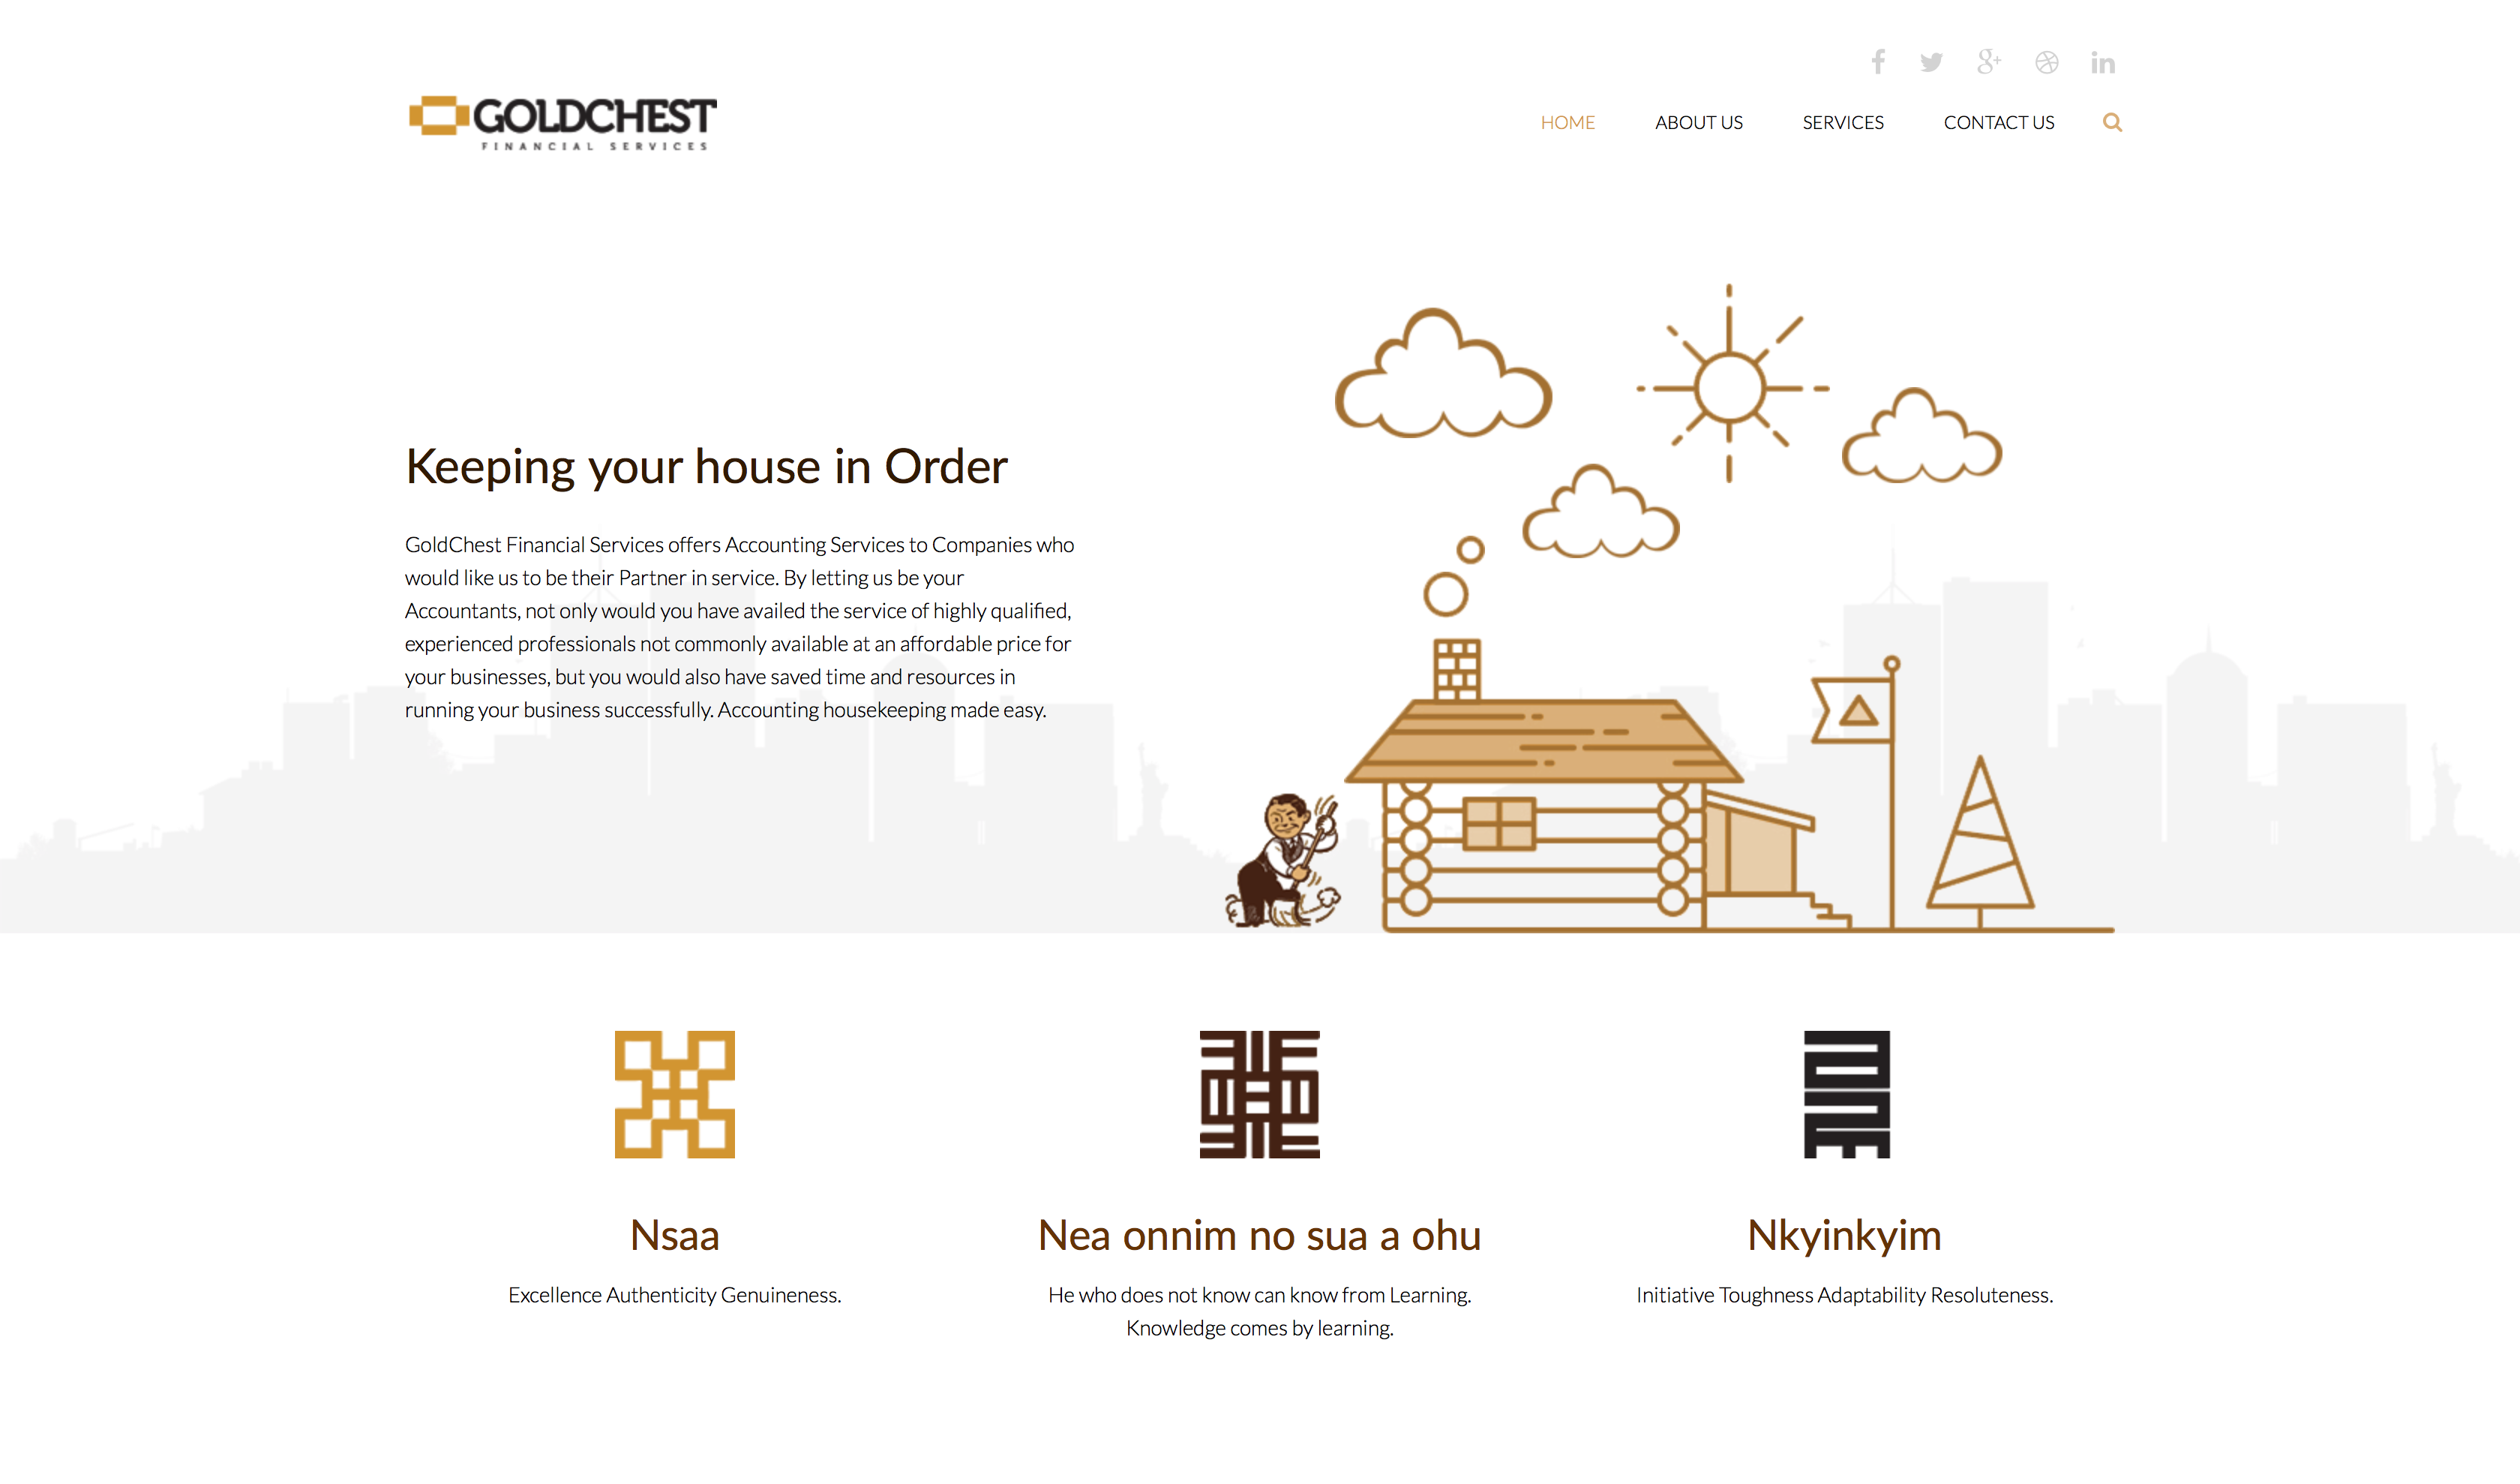 GOLDCHEST
FINANCIAL SERVICES
HOME ABOUT US SERVICES CONTACT US
Keeping your house in Order
GoldChest Financial Services offers Accounting Services to Companies who
would like us to be their Partner in service. By letting us be your
Accountants, not only would you have availed the service of highly qualified,
experienced professionals not commonly available at an affordable price for
your businesses, but you would also have saved time and resources in
running your business successfully. Accounting housekeeping made easy.
Nsaa
Excellence Authenticity Genuineness.
Nea onnim no sua a ohu
He who does not know can know from Learning.
Knowledge comes by learning.
Nkyinkyim
Initiative Toughness Adaptability Resoluteness.